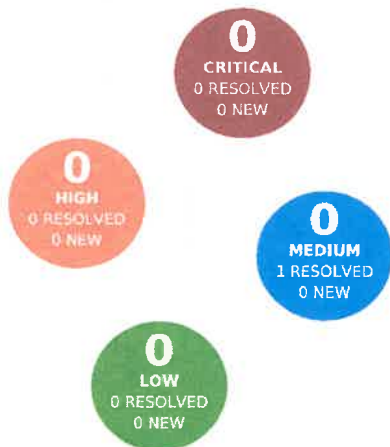 0
CRITICAL
0 RESOLVED
0 NEW
0
HIGH
0 RESOLVED
0 NEW
0
MEDIUM
1 RESOLVED
0 NEW
0
LOW
0 RESOLVED
0 NEW